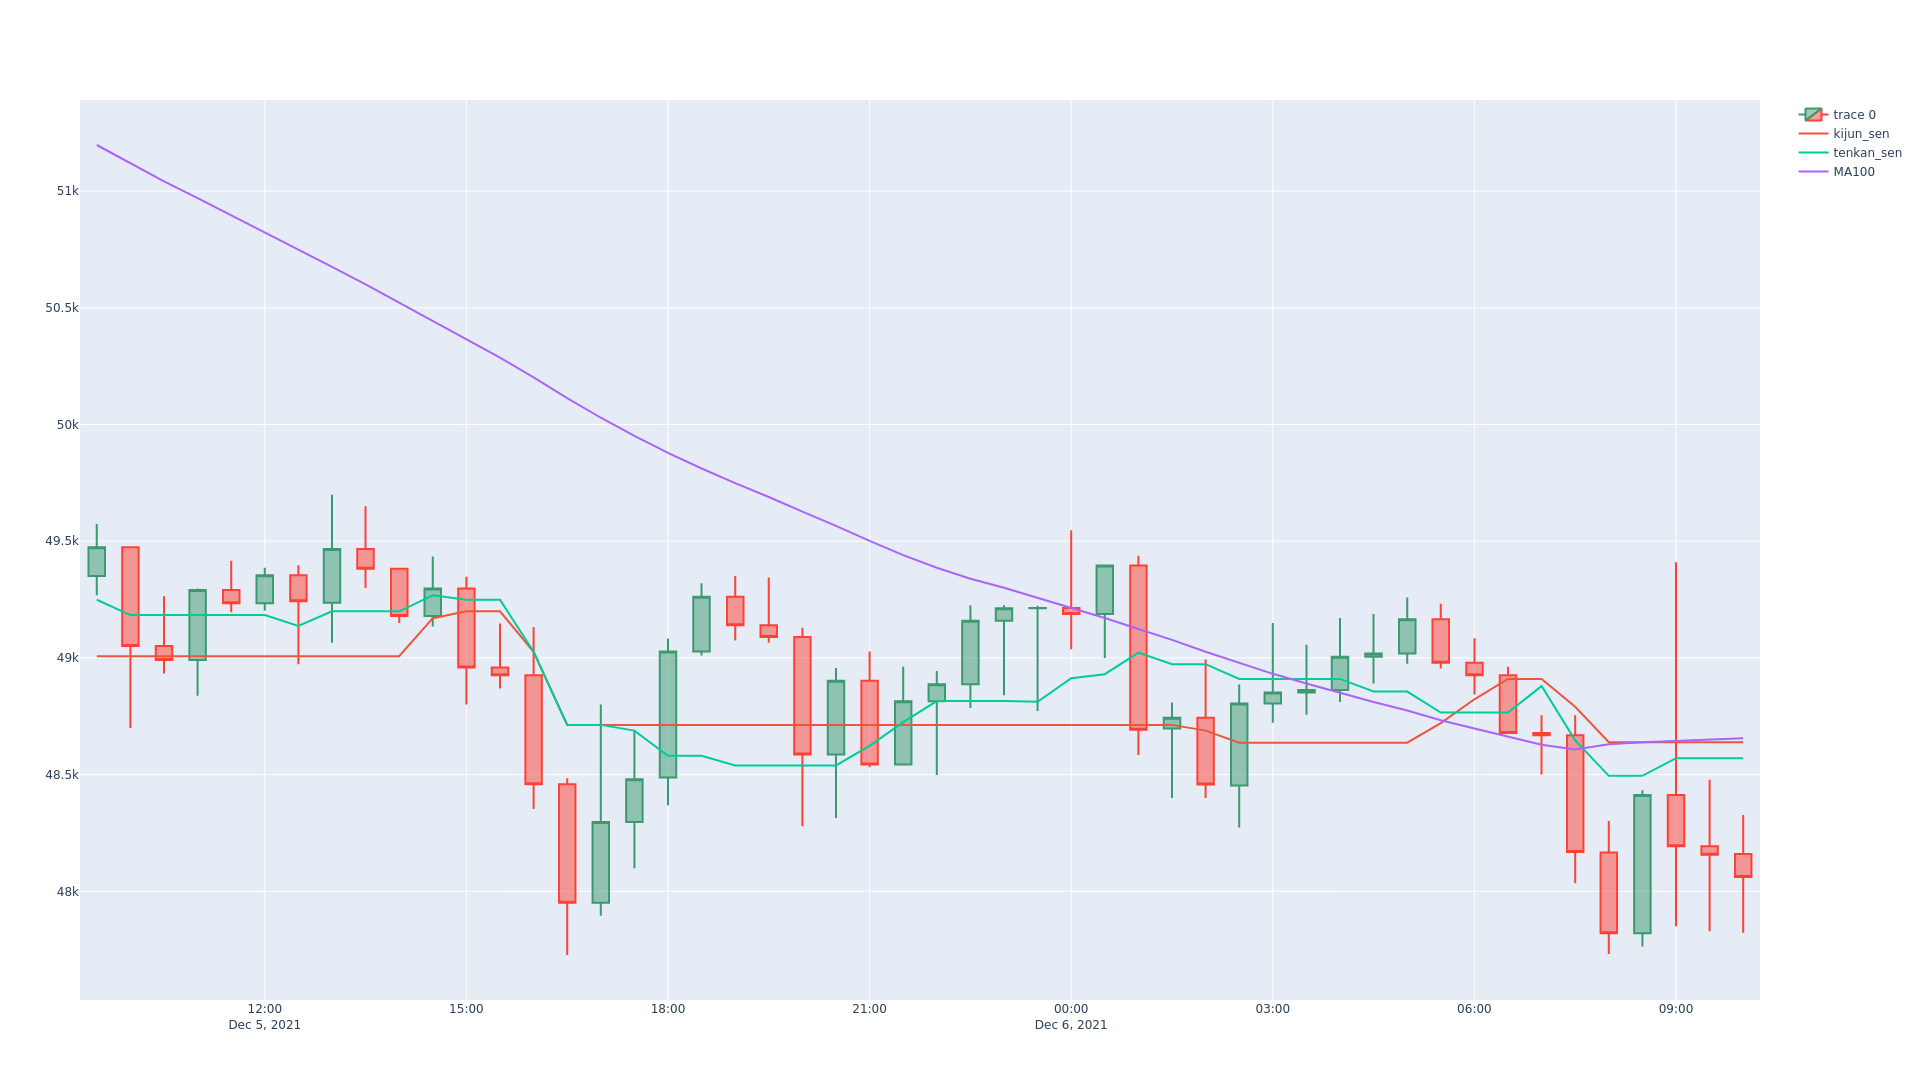 trace 0
kijun_sen
tenkan_sen
MA100
51k
50.5k
50k
49.5k
49k
48.5k
48k
12:00 15:00 18:00 21:00 00:00 03:00 06:00 09:00
Dec 5, 2021 Dec 6, 2021